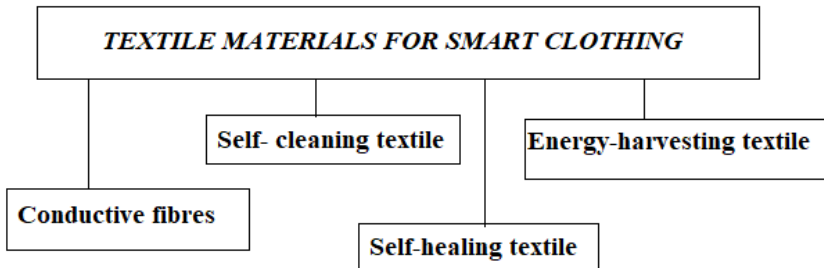 TEXTILE MATERIALS FOR SMART CLOTHING
Self- cleaning textile
Energy-harvesting textile
Conductive fibres
Self-healing textile